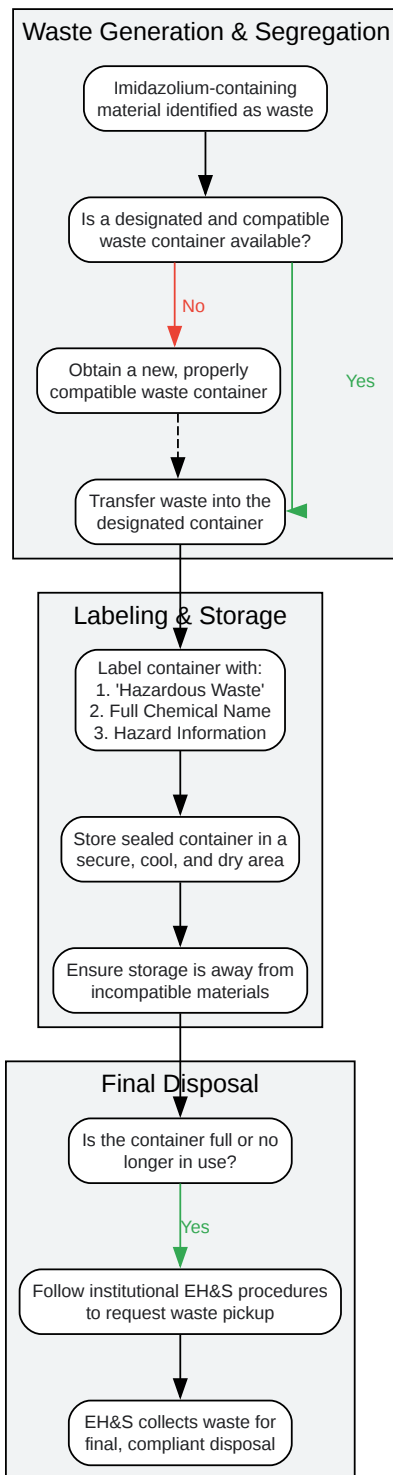 Waste Generation & Segregation
Imidazolium-containing
material identified as waste
Is a designated and compatible
waste container available?
No
Yes
Obtain a new, properly
compatible waste container
Transfer waste into the
designated container
Labeling & Storage
Label container with:
1. 'Hazardous Waste'
2. Full Chemical Name
3. Hazard Information
Store sealed container in a
secure, cool, and dry area
Ensure storage is away from
incompatible materials
Final Disposal
Is the container full or no
longer in use?
Yes
Follow institutional EH&S procedures
to request waste pickup
EH&S collects waste for
final, compliant disposal